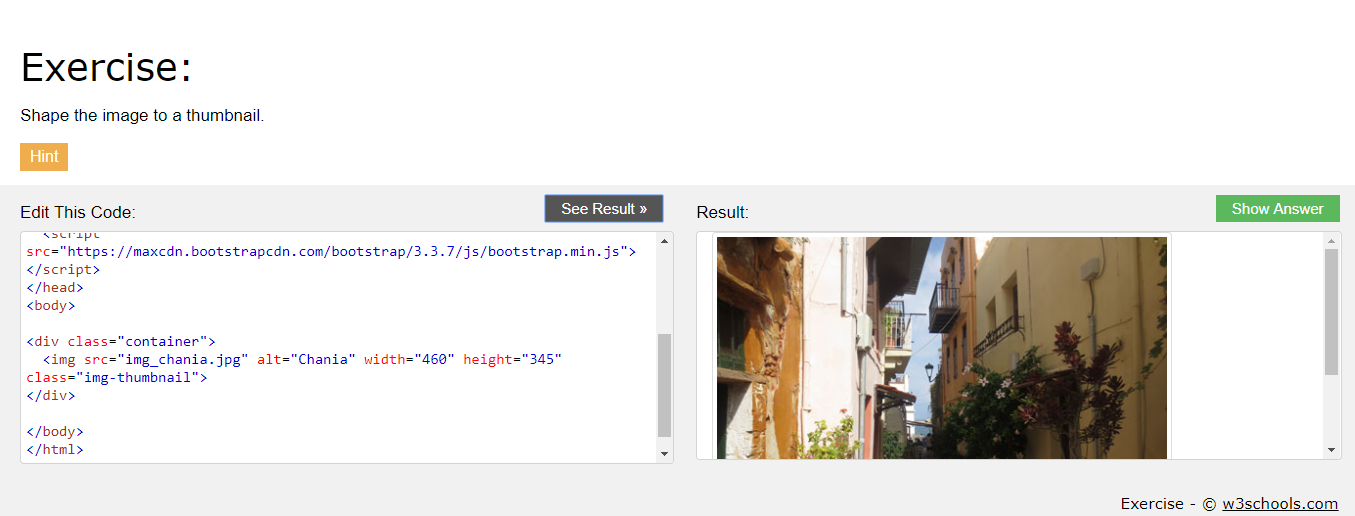 Exercise:
Shape the image to a thumbnail.
Hint
Edit This Code:
See Result »
Result:
Show Answer
<script
src="https://maxcdn.bootstrapcdn.com/bootstrap/3.3.7/js/bootstrap.min.js">
</script>
</head>
<body>
<div class="container">
<img src="img_chania.jpg" alt="Chania" width="460" height="345"
class="img-thumbnail">
</div>
</body>
</html>
Exercise - © w3schools.com